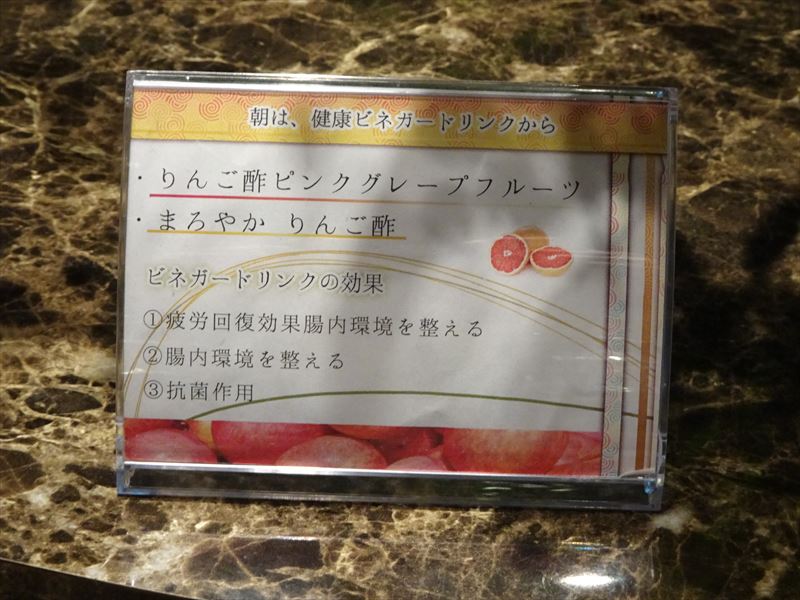 朝は、健康ビネガードリンクから
・りんご酢ピンクグレープフルーツ
・まろやか りんご酢
ビネガードリンクの効果
①疲労回復効果腸内環境を整える
②腸内環境を整える
③抗菌作用